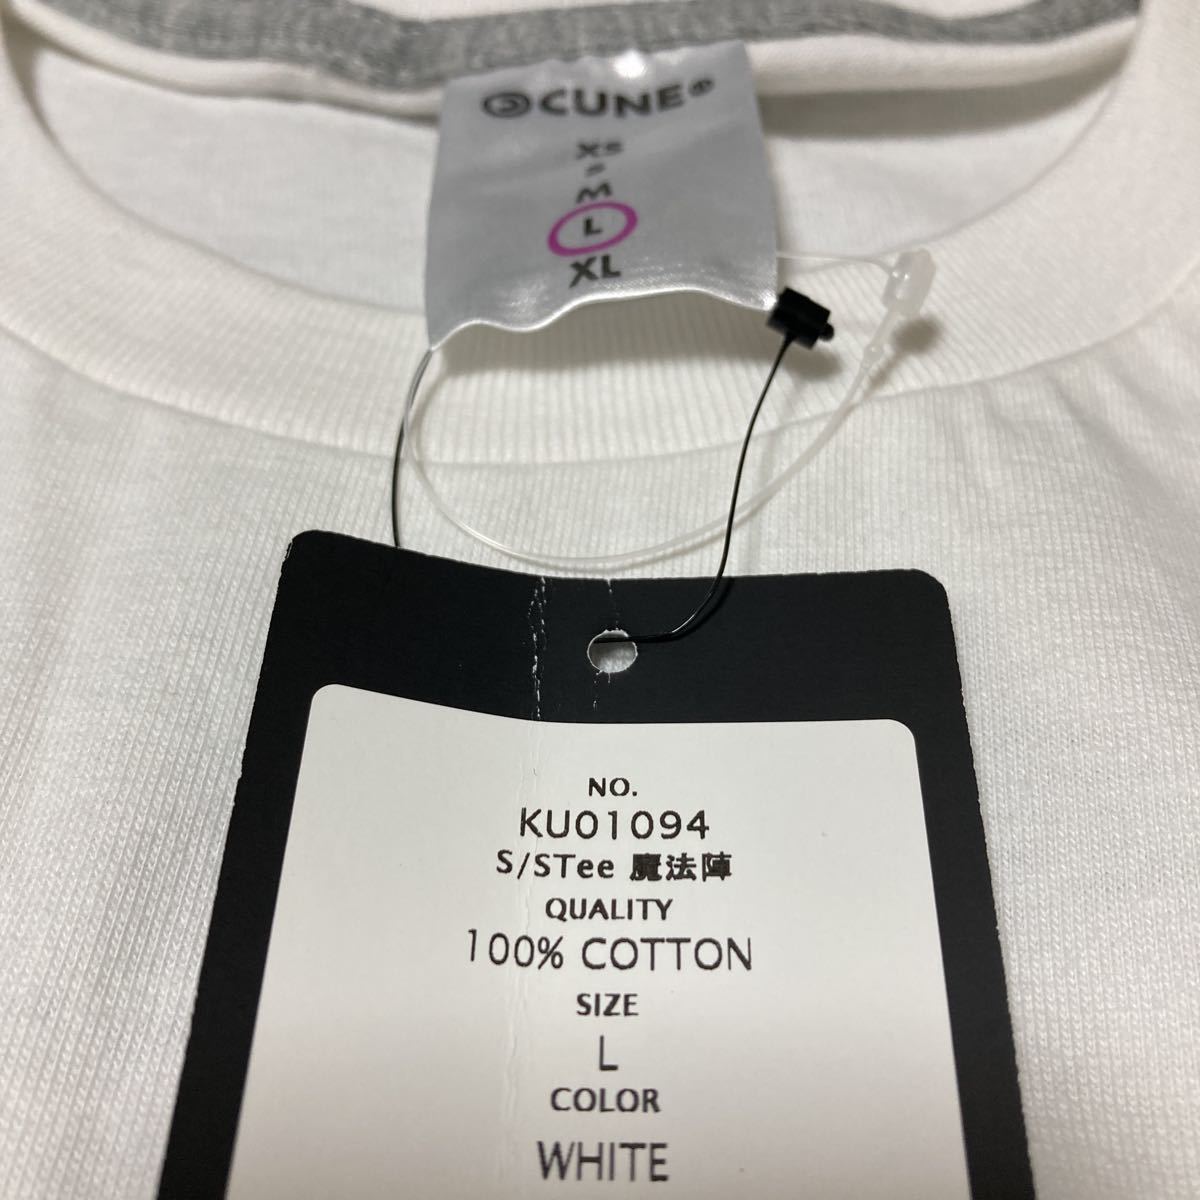 CUNE®
XS
S
M
L
XL
NO.
KU01094
S/STee 魔法陣
QUALITY
100% COTTON
SIZE
L
COLOR
WHITE